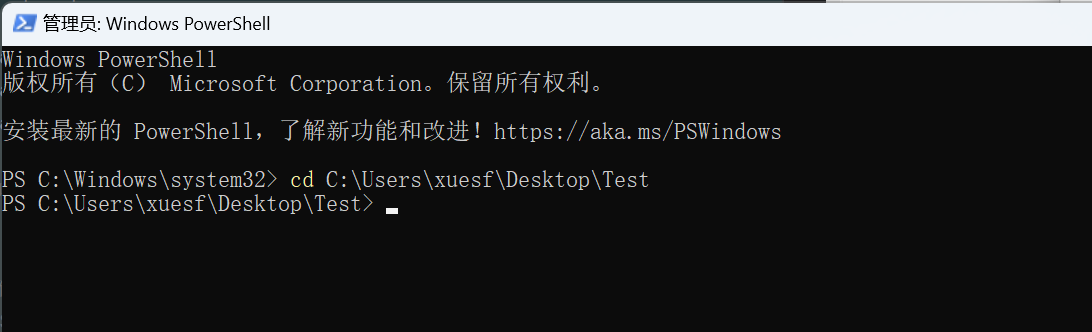 管理员: Windows PowerShell
Windows PowerShell
版权所有（C） Microsoft Corporation。保留所有权利。
安装最新的 PowerShell，了解新功能和改进！https://aka.ms/PSWindows
PS C:\Windows\system32> cd C:\Users\xuesf\Desktop\Test
PS C:\Users\xuesf\Desktop\Test>